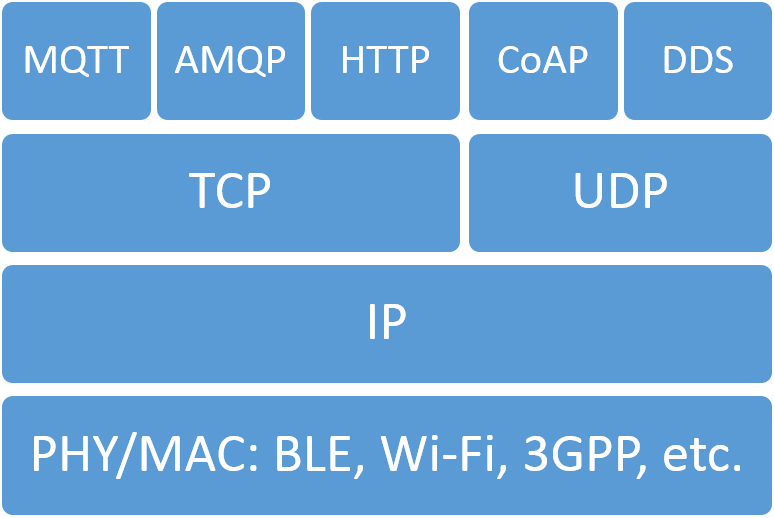 MQTT AMQP HTTP CoAP DDS
TCP UDP
IP
PHY/MAC: BLE, Wi-Fi, 3GPP, etc.